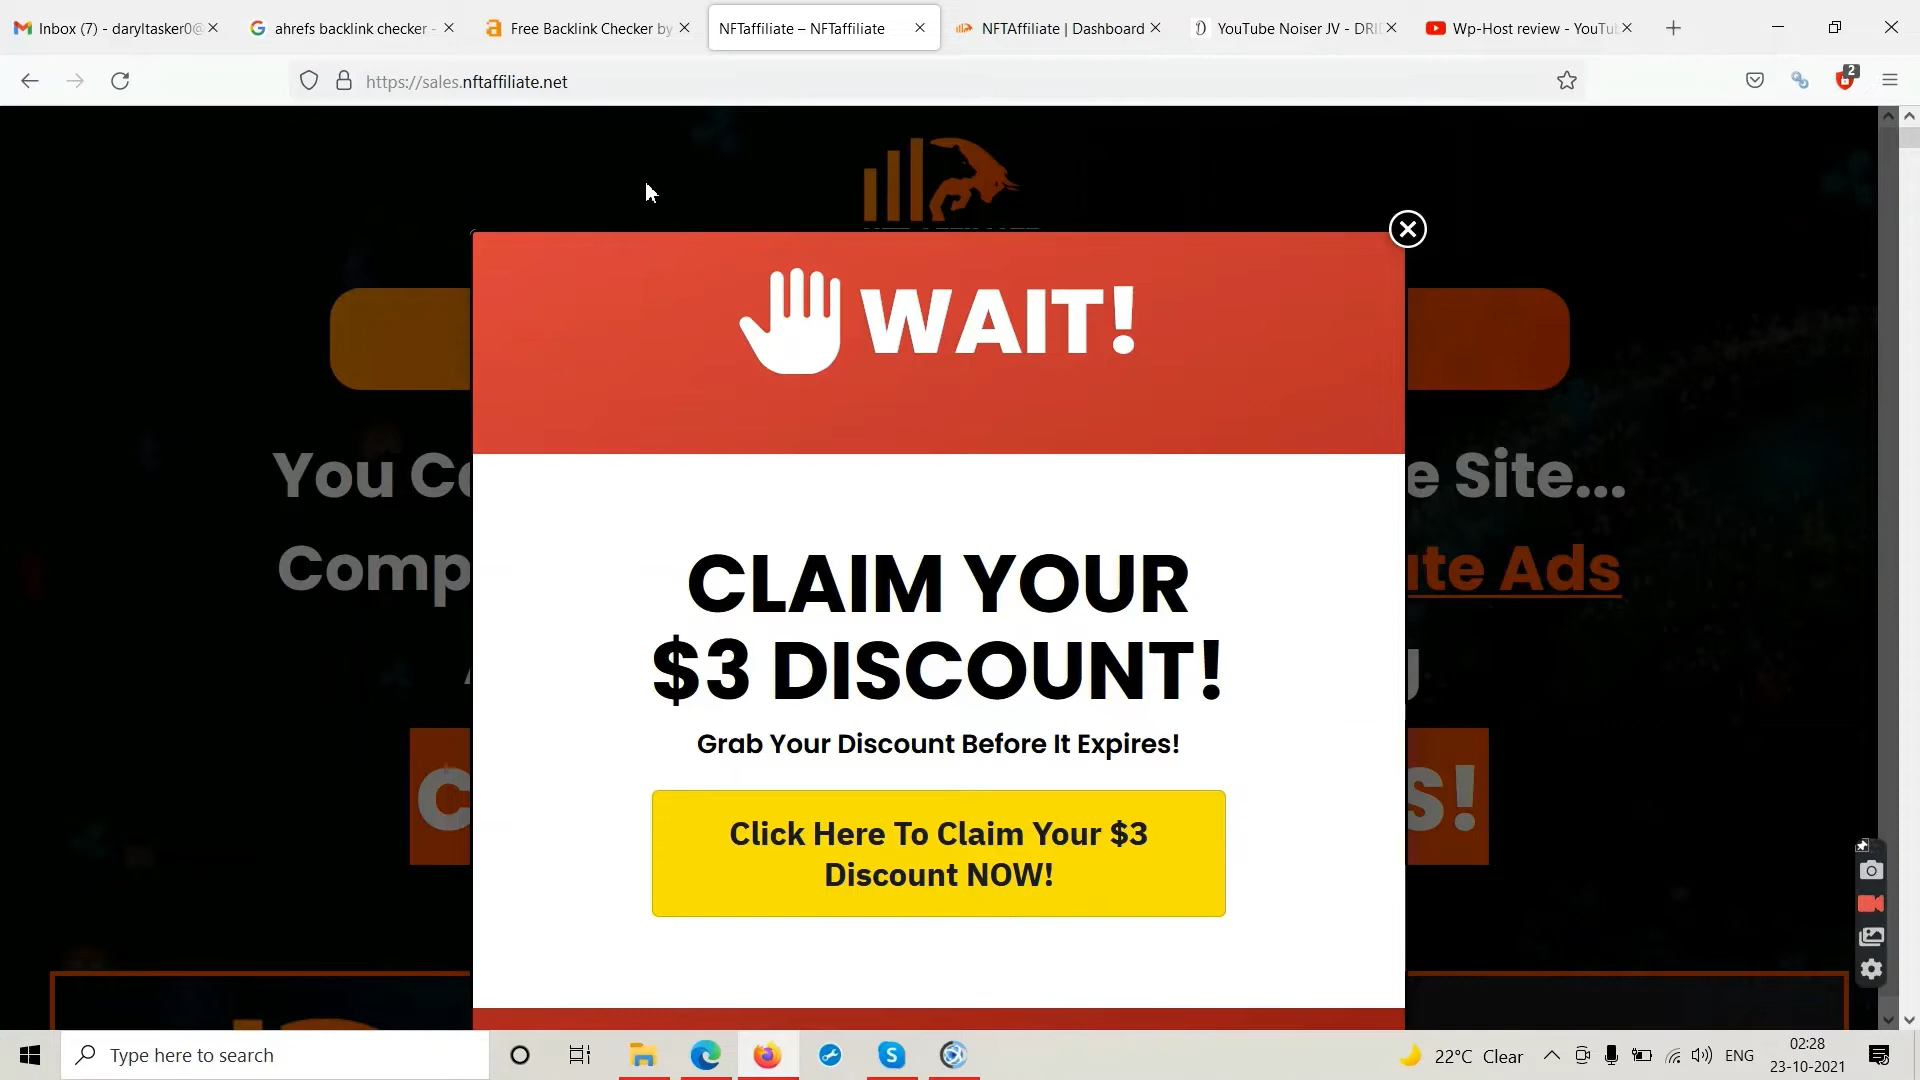 Inbox (7) - daryltasker0@
ahrefs backlink checker -
Free Backlink Checker by
NFTaffiliate – NFTaffiliate
NFTAffiliate | Dashboard
YouTube Noiser JV - DRI
Wp-Host review - YouTu
https://sales.nftaffiliate.net
2
WAIT!
You Co
e Site...
Comp
ite Ads
CLAIM YOUR
$3 DISCOUNT!
Grab Your Discount Before It Expires!
S!
Click Here To Claim Your $3
Discount NOW!
Type here to search
22°C Clear
ENG
02:28
23-10-2021